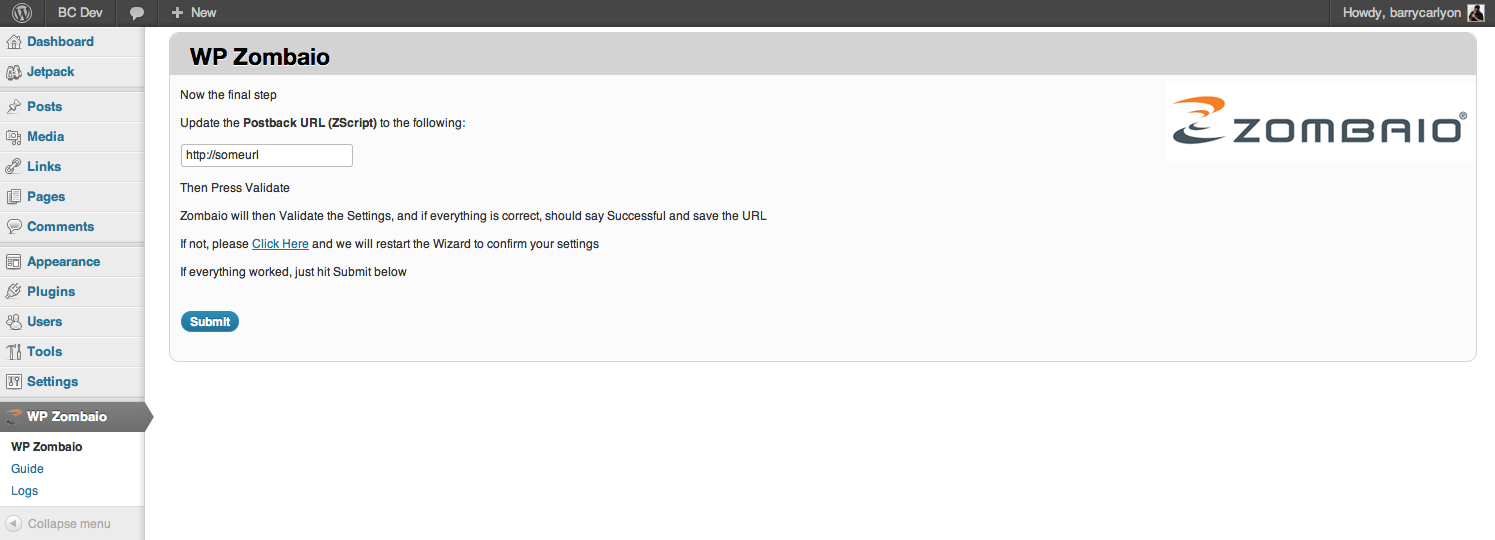 BC Dev
New
Howdy, barrycarlyon
Dashboard
Jetpack
Posts
Media
Links
Pages
Comments
Appearance
Plugins
Users
Tools
Settings
WP Zombaio
WP Zombaio
Guide
Logs
Collapse menu
WP Zombaio
Now the final step
Update the Postback URL (ZScript) to the following:
http://someurl
Then Press Validate
Zombaio will then Validate the Settings, and if everything is correct, should say Successful and save the URL
If not, please Click Here and we will restart the Wizard to confirm your settings
If everything worked, just hit Submit below
Submit
ZOMBAIO®